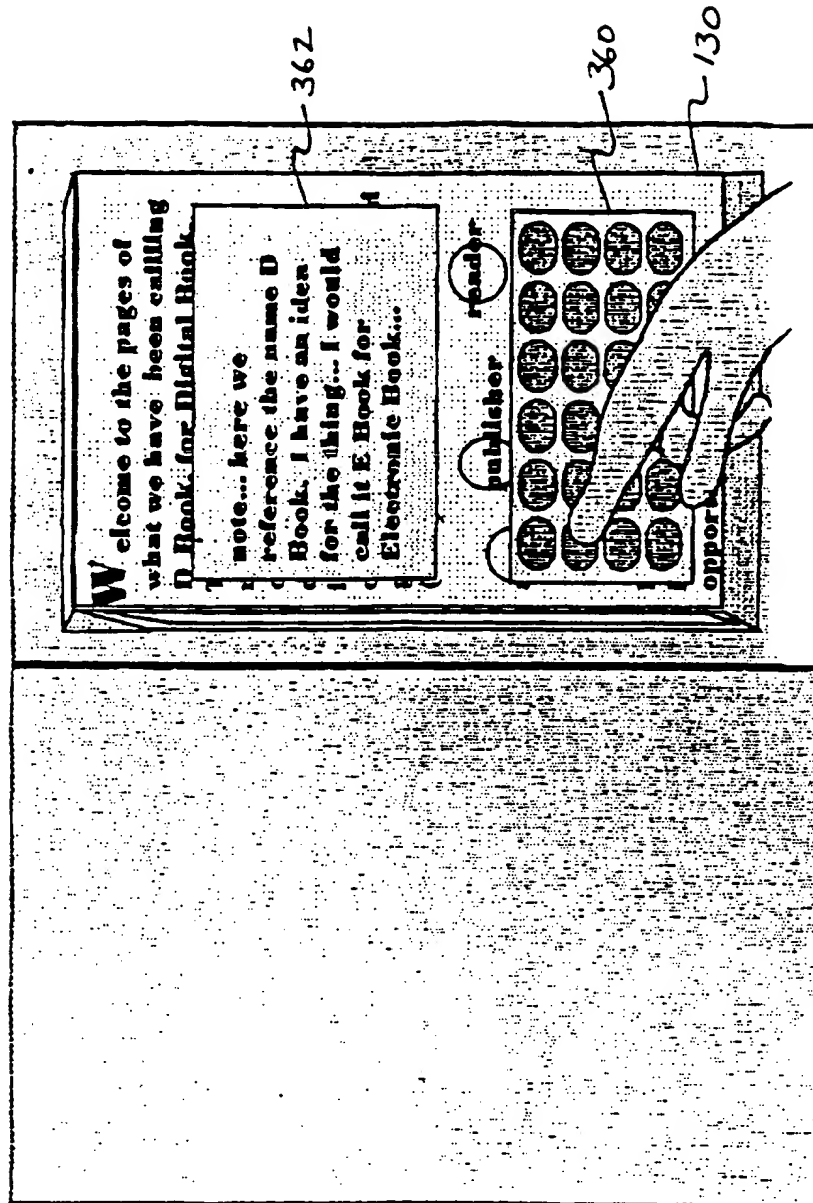 Welcome to the pages of
what we have been callling
D Book, for Digital Book
note... here we
reference the name D
Book, I have an idea
for the thing... I would
call it E Book for
Electronic Book...
publisher reader
oppor
362
360
130